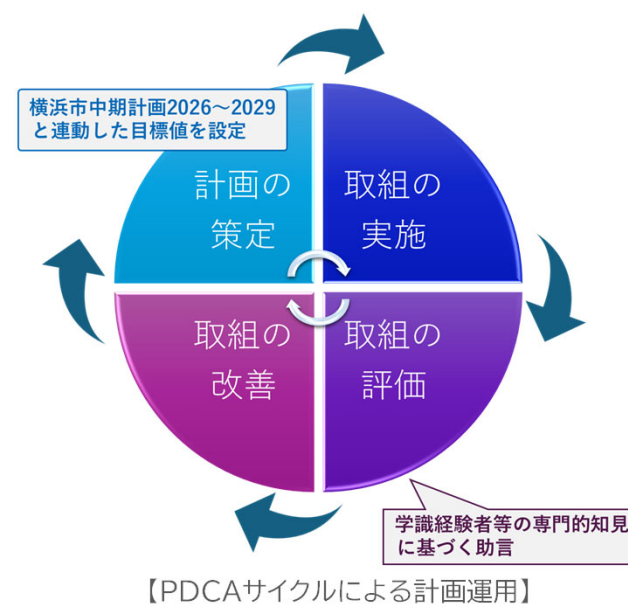 横浜市中期計画2026～2029
と連動した目標値を設定
計画の
策定
取組の
実施
取組の
改善
取組の
評価
学識経験者等の専門的知見
に基づく助言
【PDCAサイクルによる計画運用】